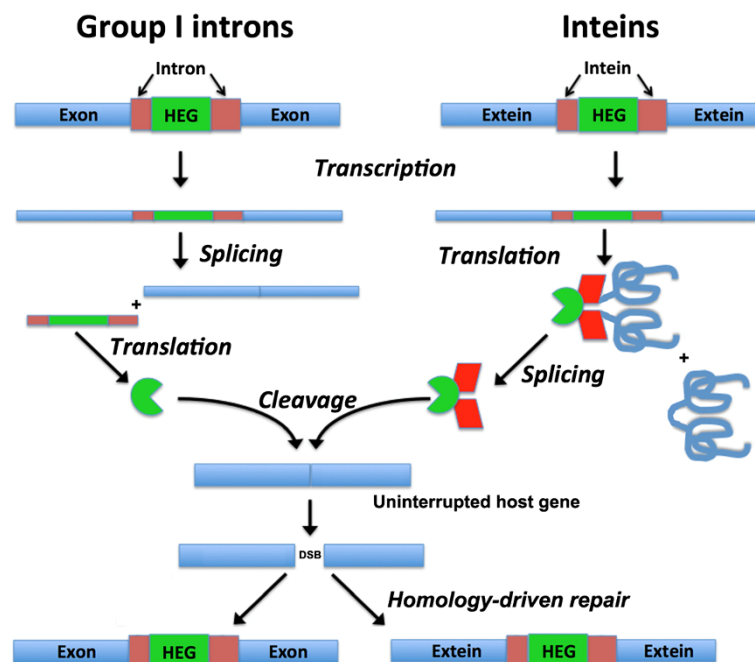 Group I introns
Inteins
Intron
Intein
Exon
HEG
Exon
Extein
HEG
Extein
Transcription
Splicing
Translation
+
Translation
+
Splicing
Cleavage
Uninterrupted host gene
DSB
Homology-driven repair
Exon
HEG
Exon
Extein
HEG
Extein